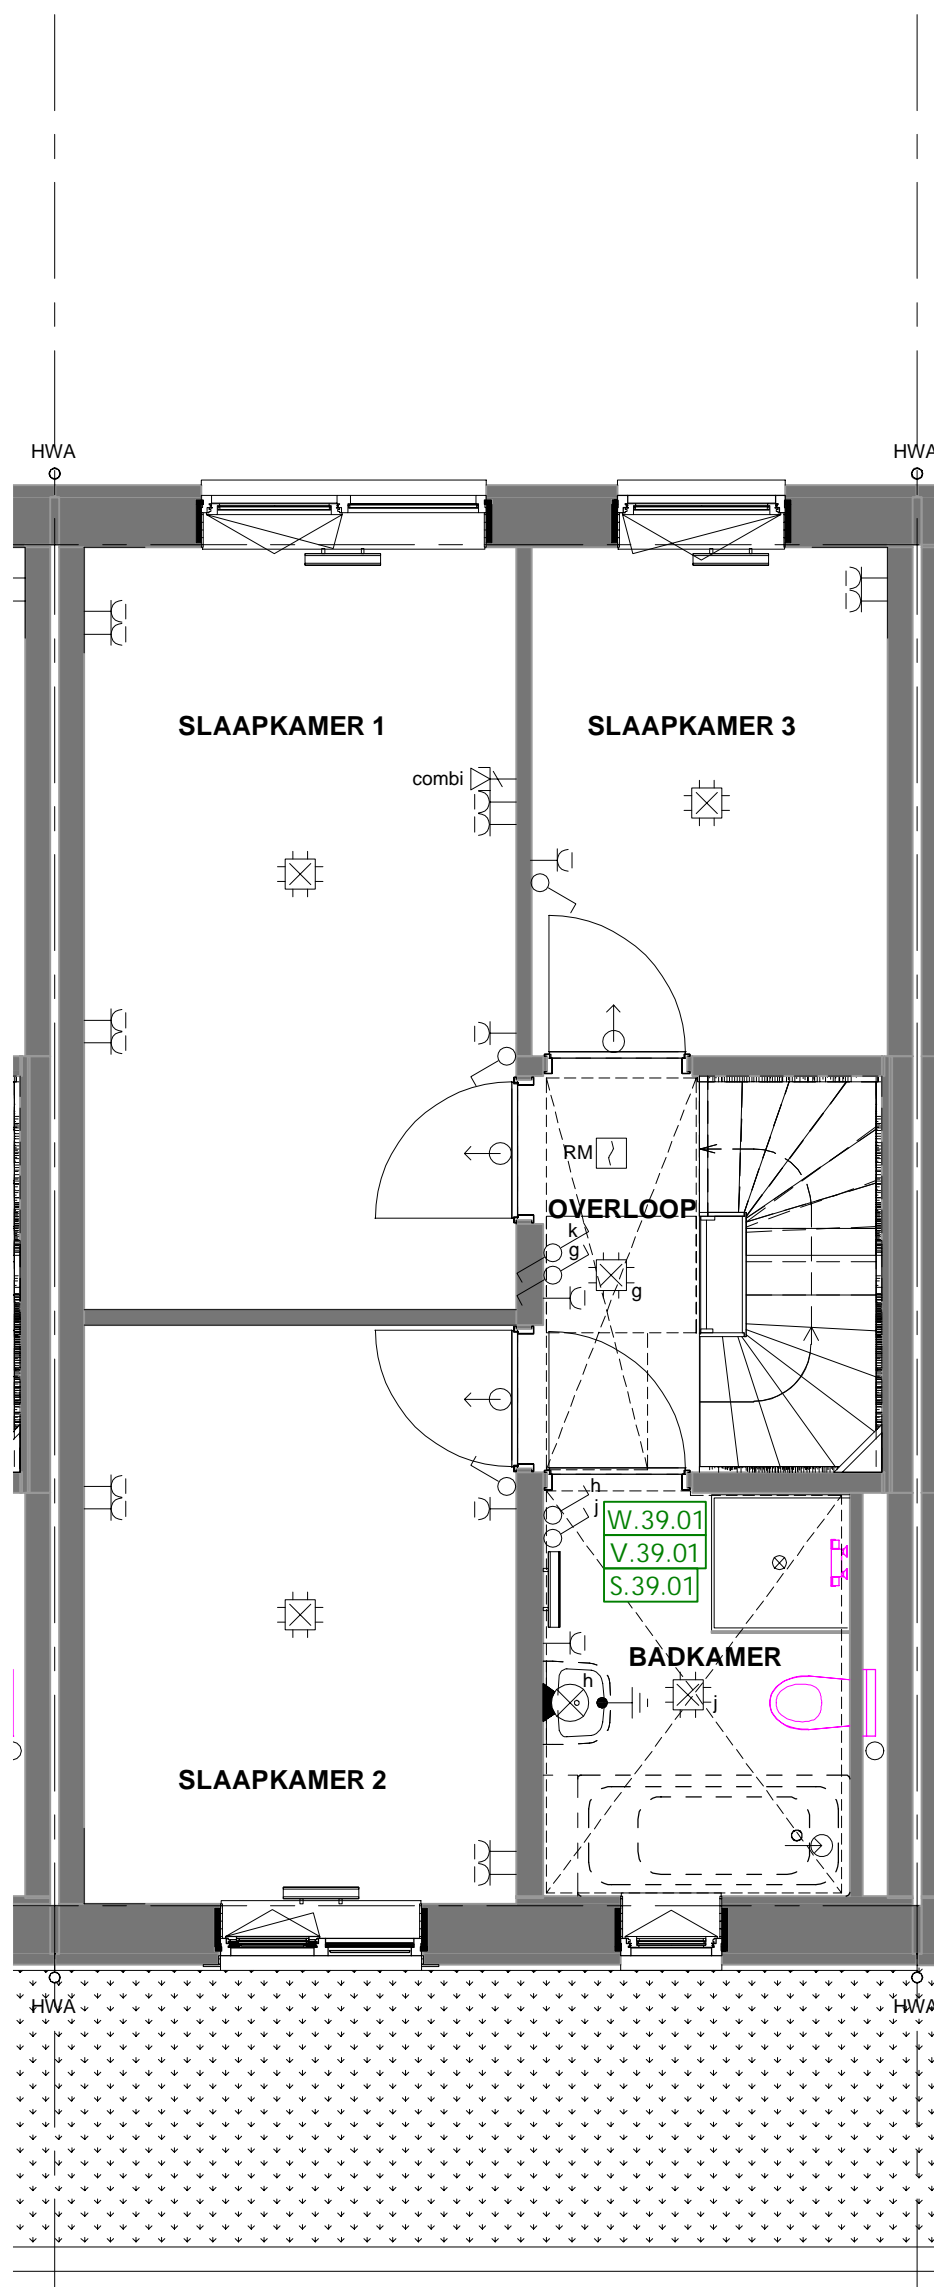 HWA HWA
SLAAPKAMER 1 SLAAPKAMER 3
combi
RM
OVERLOOP
k
g
g
h
j
W.39.01
V.39.01
S.39.01
BADKAMER
h
j
SLAAPKAMER 2
HWA HWA